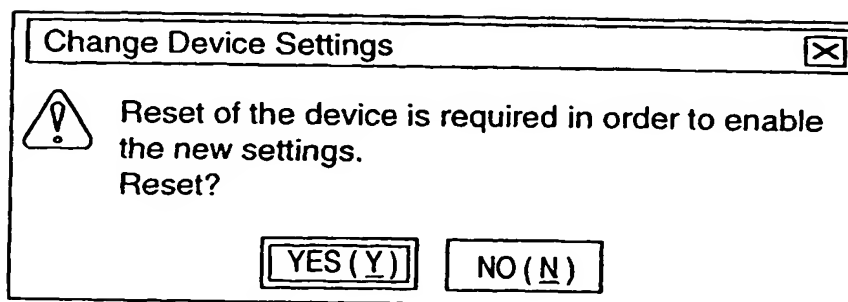 Change Device Settings
Reset of the device is required in order to enable
the new settings.
Reset?
YES (Y)
NO (N)